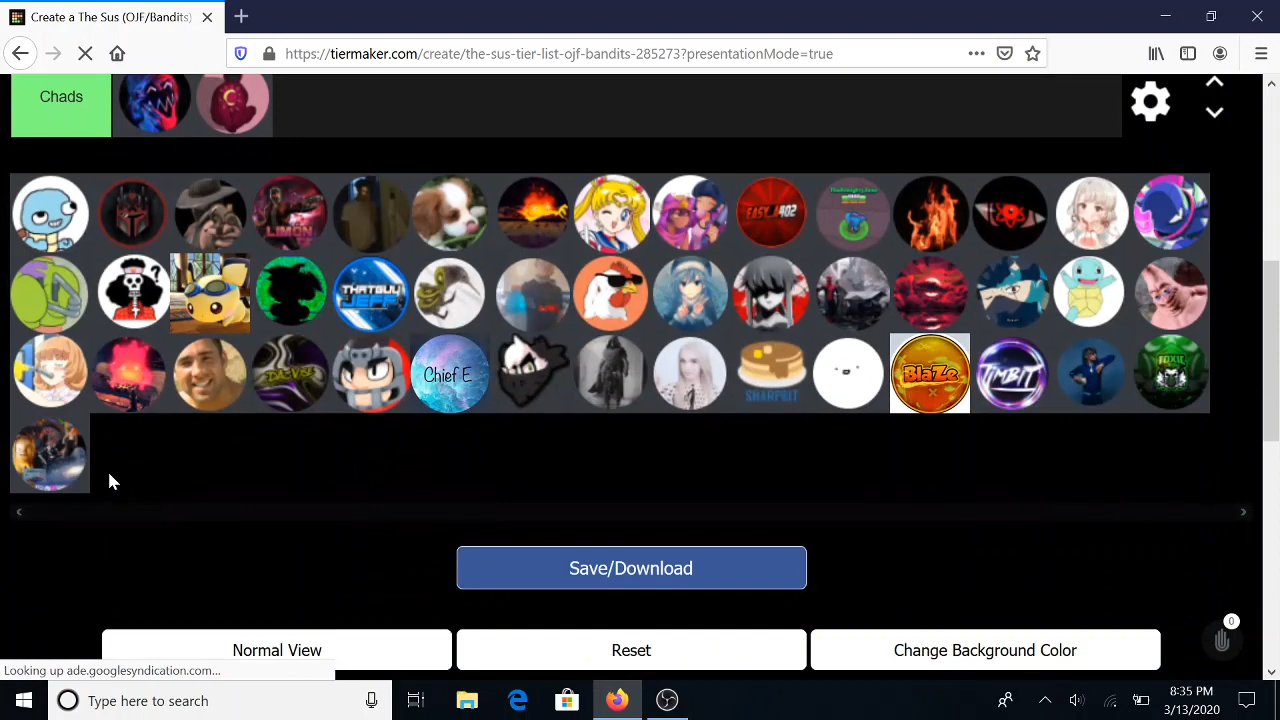 Create a The Sus (OJF/Bandits)
https://tiermaker.com/create/the-sus-tier-list-ojf-bandits-285273?presentationMode=true
Chads
LIMON
EASY_402
THATGUY
JEFF
Chief E
SHARPBIT
BlaZe
TIMBIT
TOXIC
Save/Download
0
Normal View
Reset
Change Background Color
Looking up ade.googlesyndication.com...
Type here to search
8:35 PM
3/13/2020